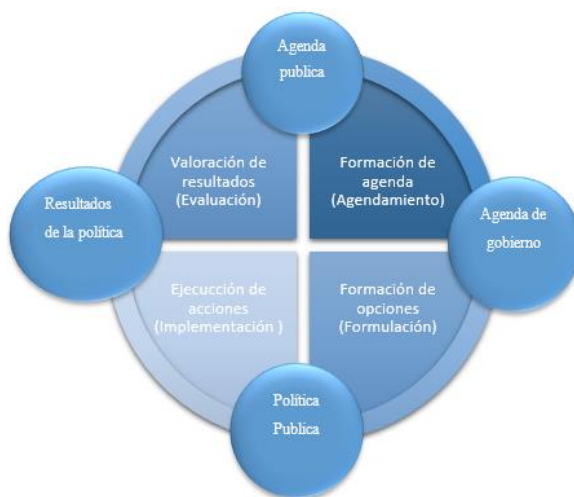 Agenda
publica
Valoración de
resultados
(Evaluación)
Formación de
agenda
(Agendamiento)
Resultados
de la política
Agenda de
gobierno
Ejecucción de
acciones
(Implementación )
Formación de
opciones
(Formulación)
Política
Publica